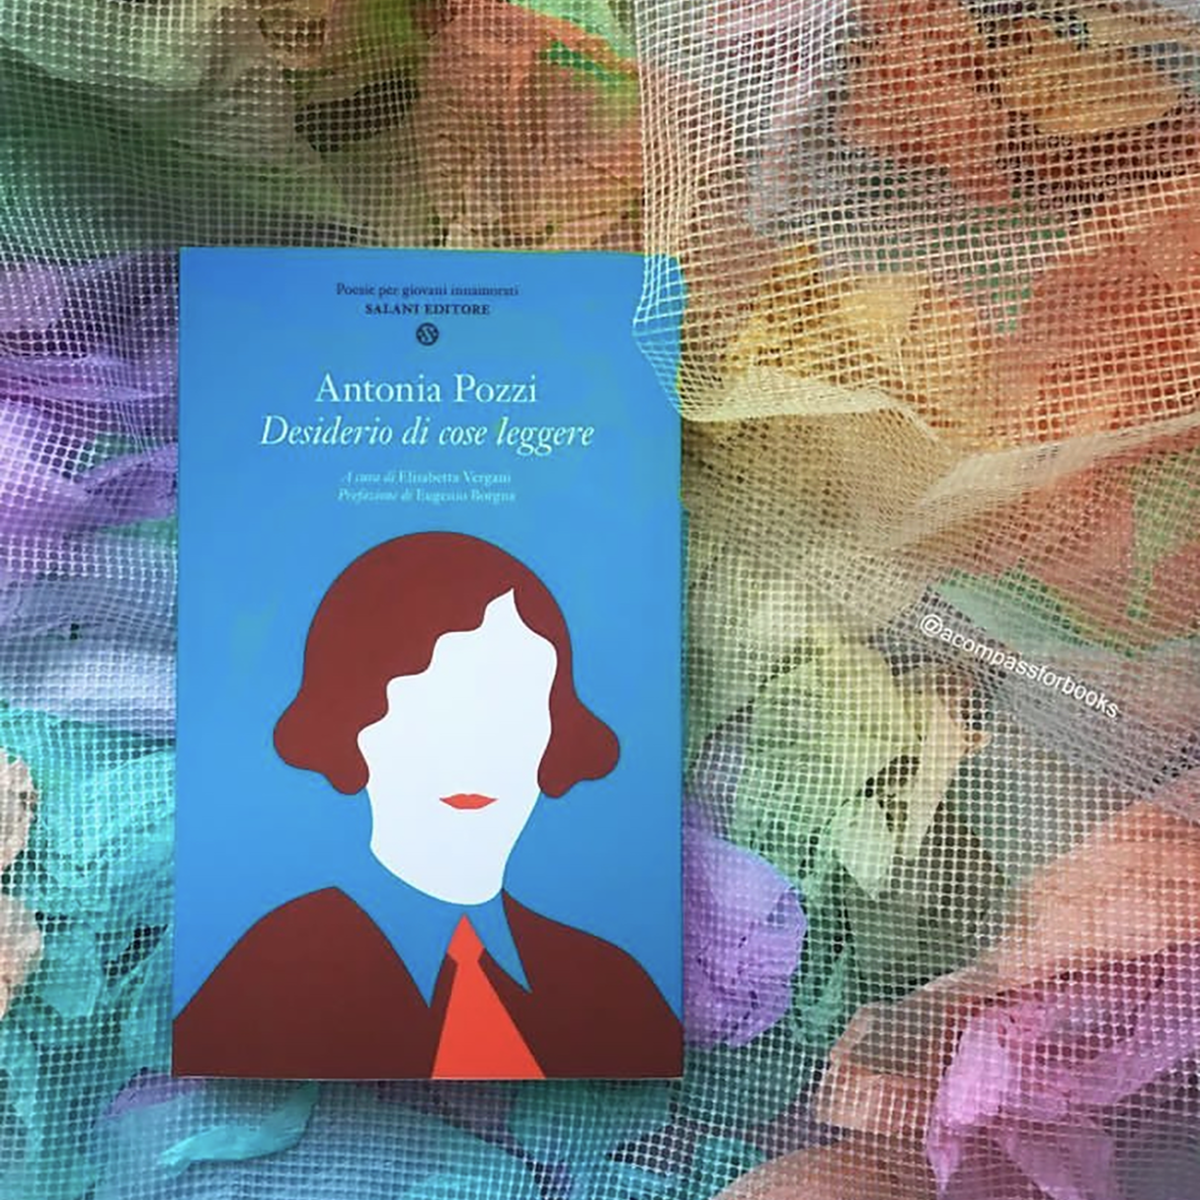 Poesie per giovani innamorati
SALANI EDITORE
Antonia Pozzi
Desiderio di cose leggere
A cura di Elisabetta Vergani
Prefazione di Eugenio Borgna
@acompassforbooks